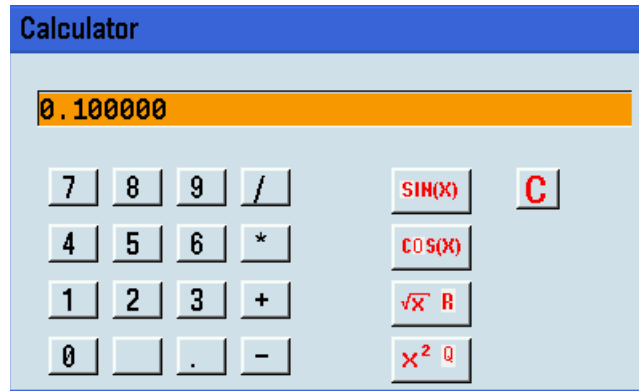 Calculator
0.100000
7 8 9 / SIN(X) C
4 5 6 * COS(X)
1 2 3 + √x R
0 . - x² Q